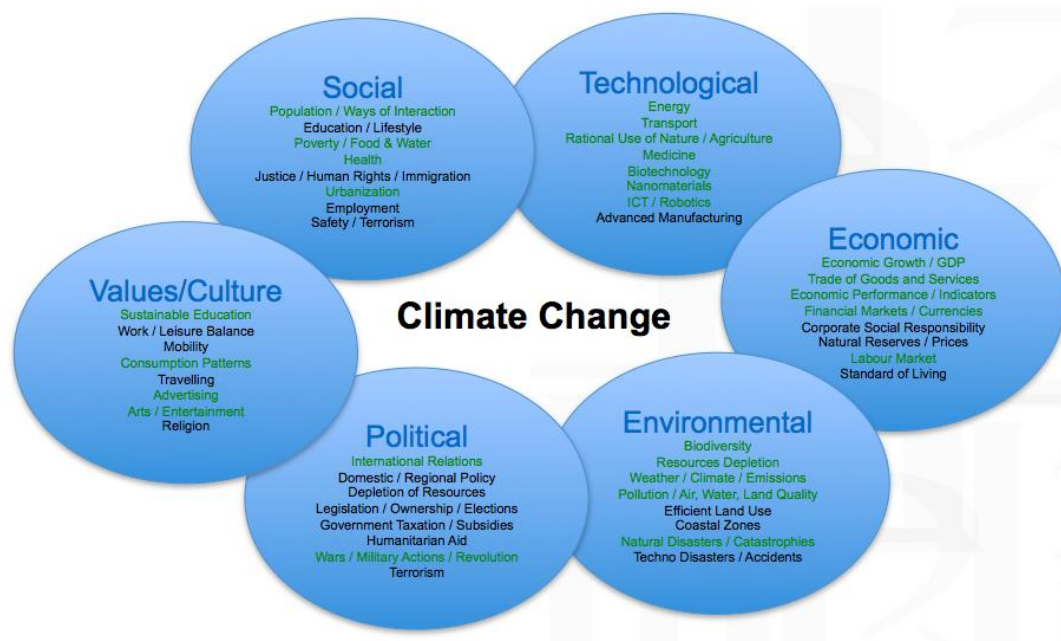 Social
Population / Ways of Interaction
Education / Lifestyle
Poverty / Food & Water
Health
Justice / Human Rights / Immigration
Urbanization
Employment
Safety / Terrorism
Technological
Energy
Transport
Rational Use of Nature / Agriculture
Medicine
Biotechnology
Nanomaterials
ICT / Robotics
Advanced Manufacturing
Economic
Economic Growth / GDP
Trade of Goods and Services
Economic Performance / Indicators
Financial Markets / Currencies
Corporate Social Responsibility
Natural Reserves / Prices
Labour Market
Standard of Living
Values/Culture
Sustainable Education
Work / Leisure Balance
Mobility
Consumption Patterns
Travelling
Advertising
Arts / Entertainment
Religion
Climate Change
Political
International Relations
Domestic / Regional Policy
Depletion of Resources
Legislation / Ownership / Elections
Government Taxation / Subsidies
Humanitarian Aid
Wars / Military Actions / Revolution
Terrorism
Environmental
Biodiversity
Resources Depletion
Weather / Climate / Emissions
Pollution / Air, Water, Land Quality
Efficient Land Use
Coastal Zones
Natural Disasters / Catastrophies
Techno Disasters / Accidents